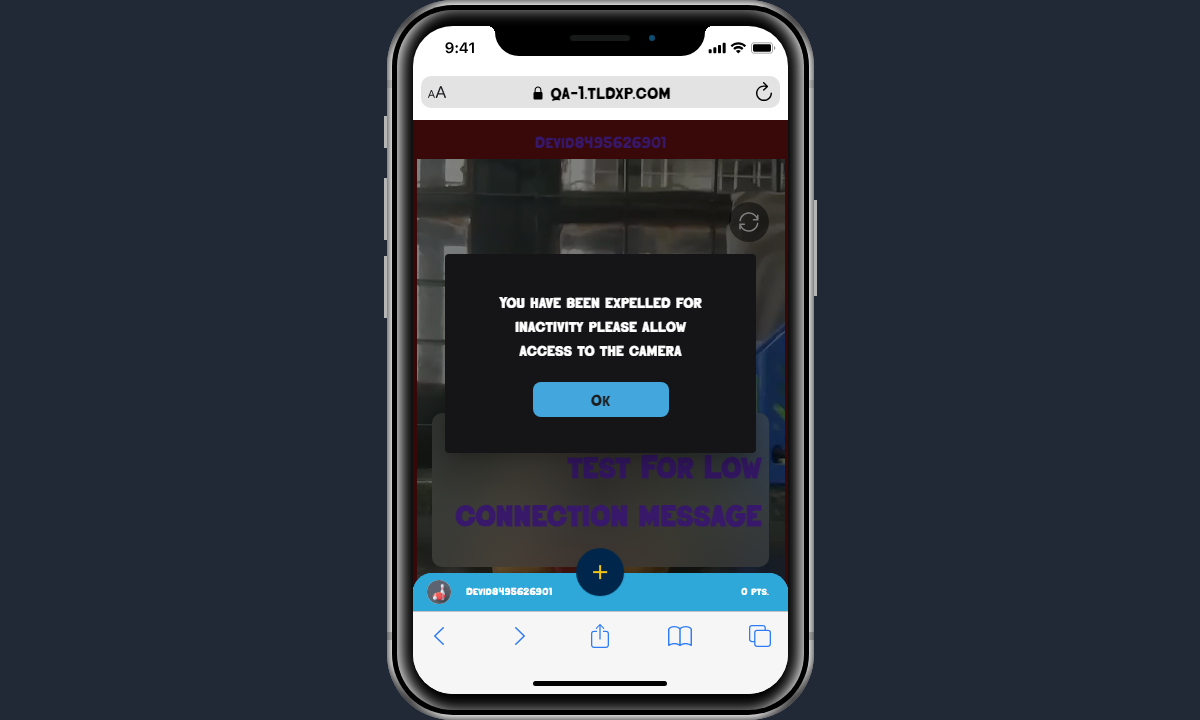 9:41
AA
QA-1.TLDXP.COM
Devid8495626901
YOU HAVE BEEN EXPELLED FOR
INACTIVITY PLEASE ALLOW
ACCESS TO THE CAMERA
OK
TEST FOR LOW
CONNECTION MESSAGE
Devid8495626901
0 PTS.